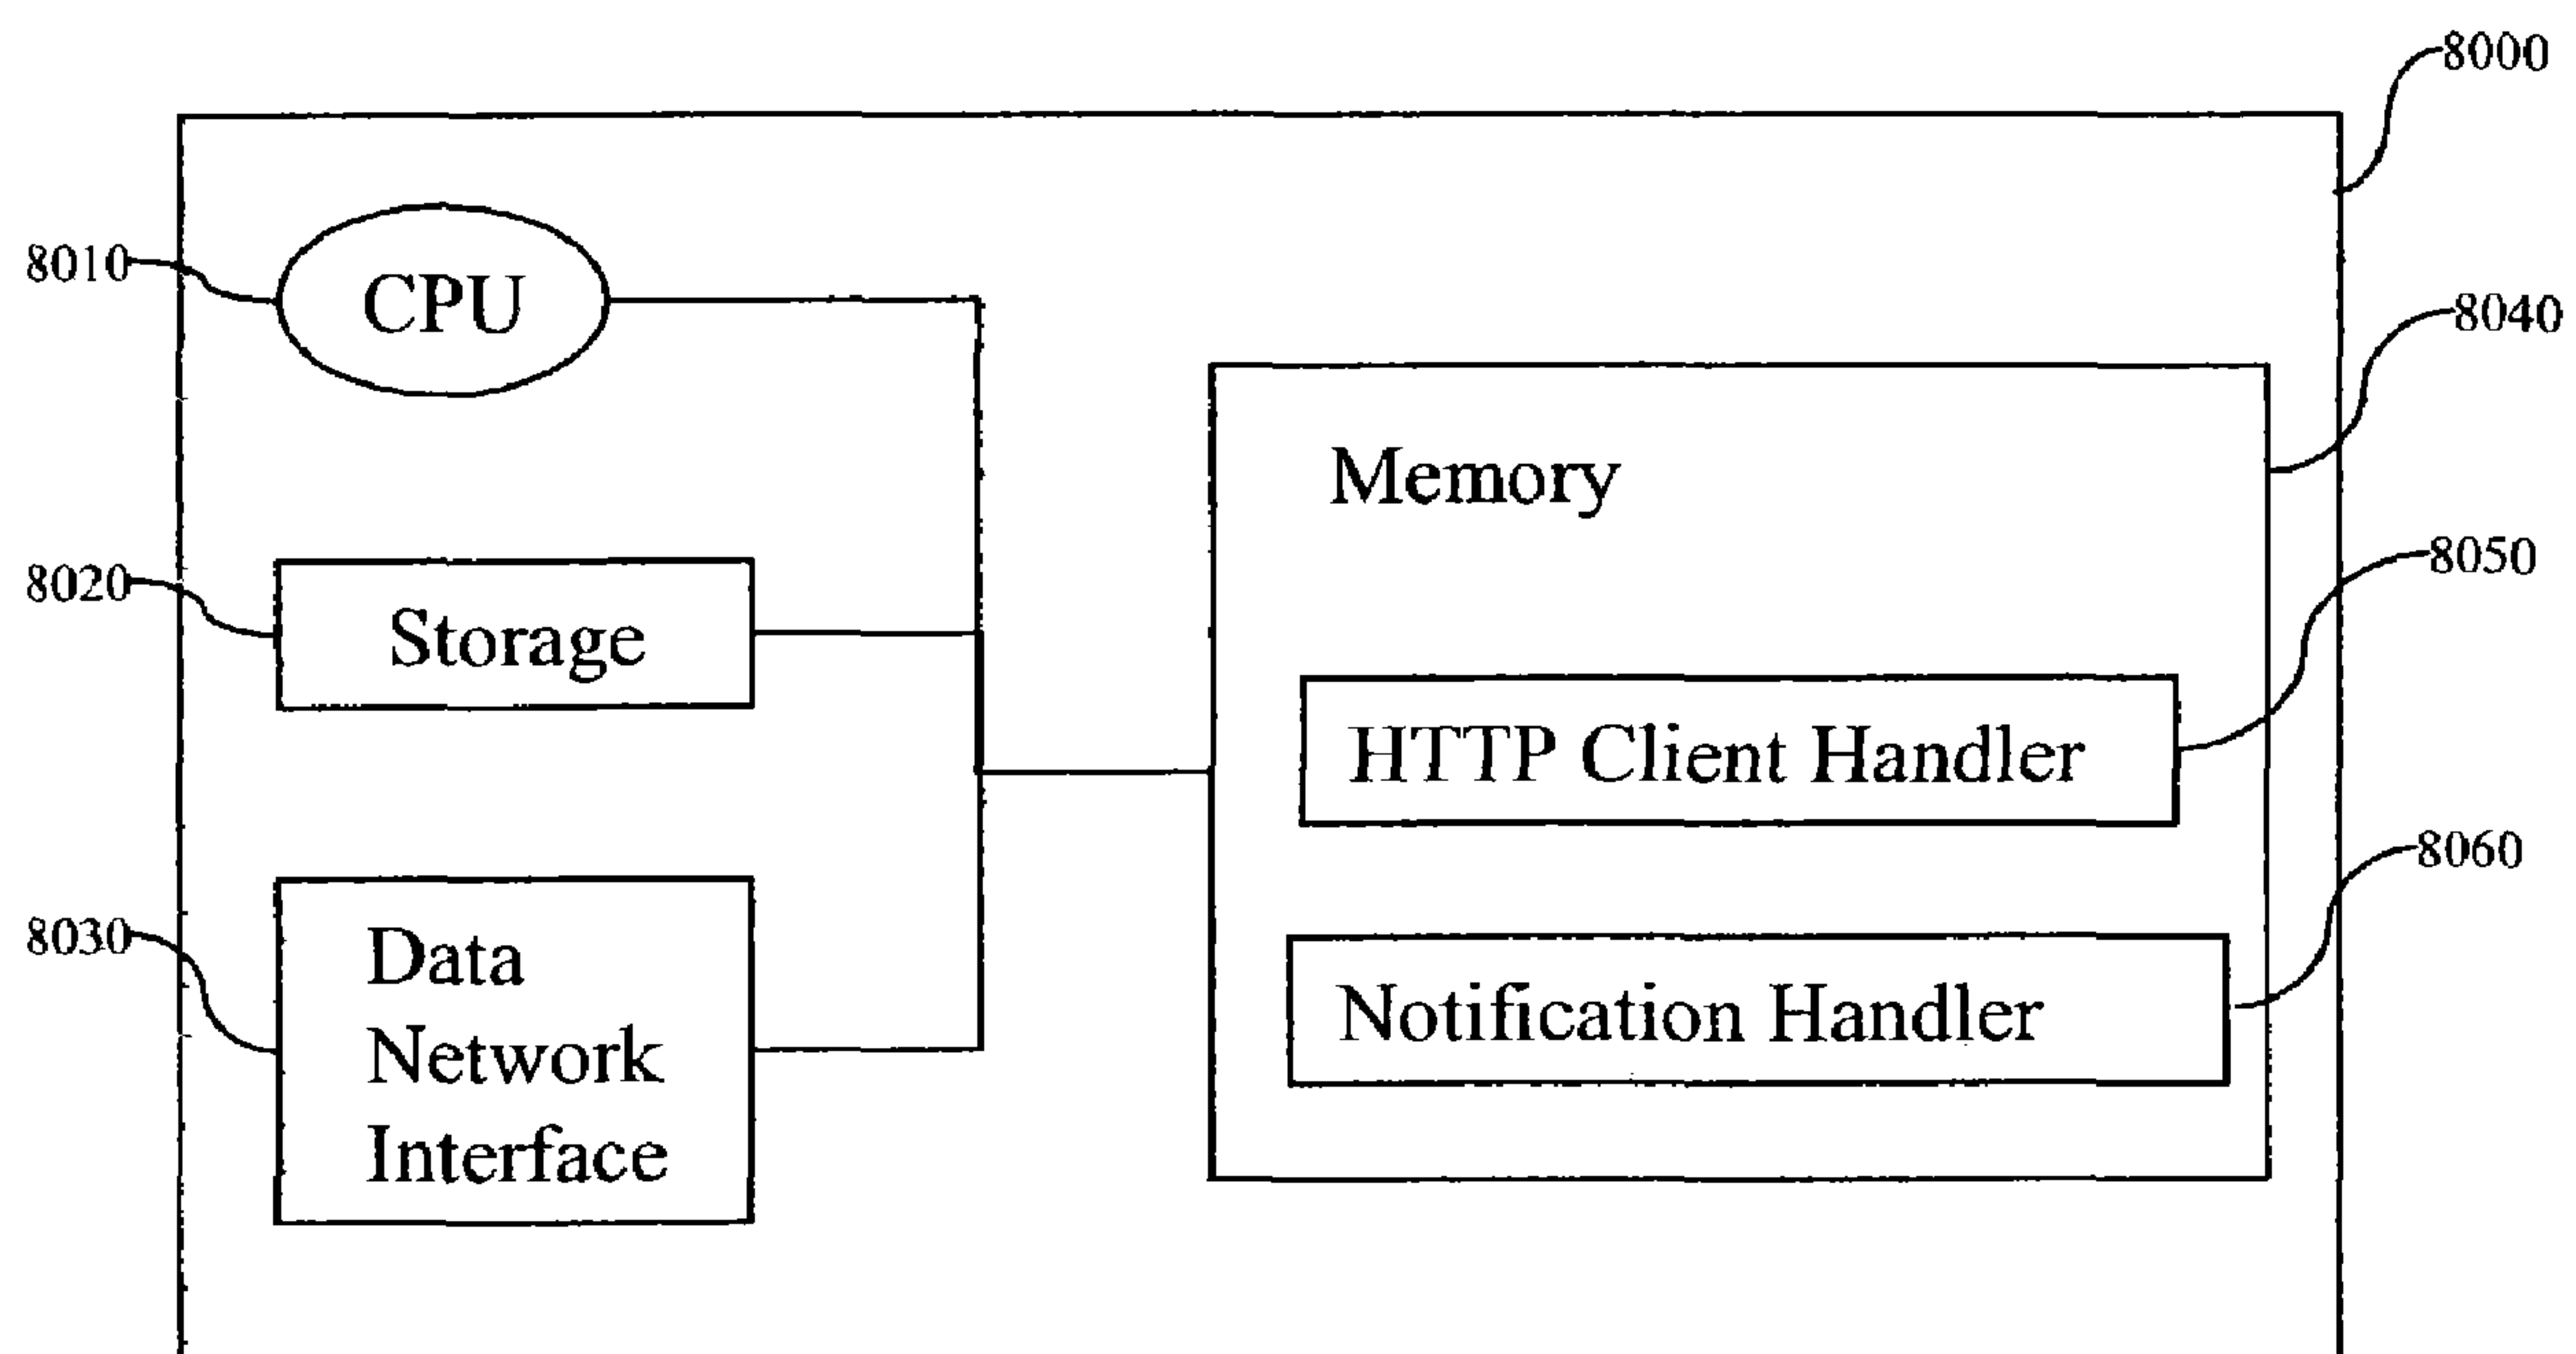 8000
8010
CPU
8040
Memory
8020
Storage
8050
HTTP Client Handler
8060
8030
Data
Network
Interface
Notification Handler